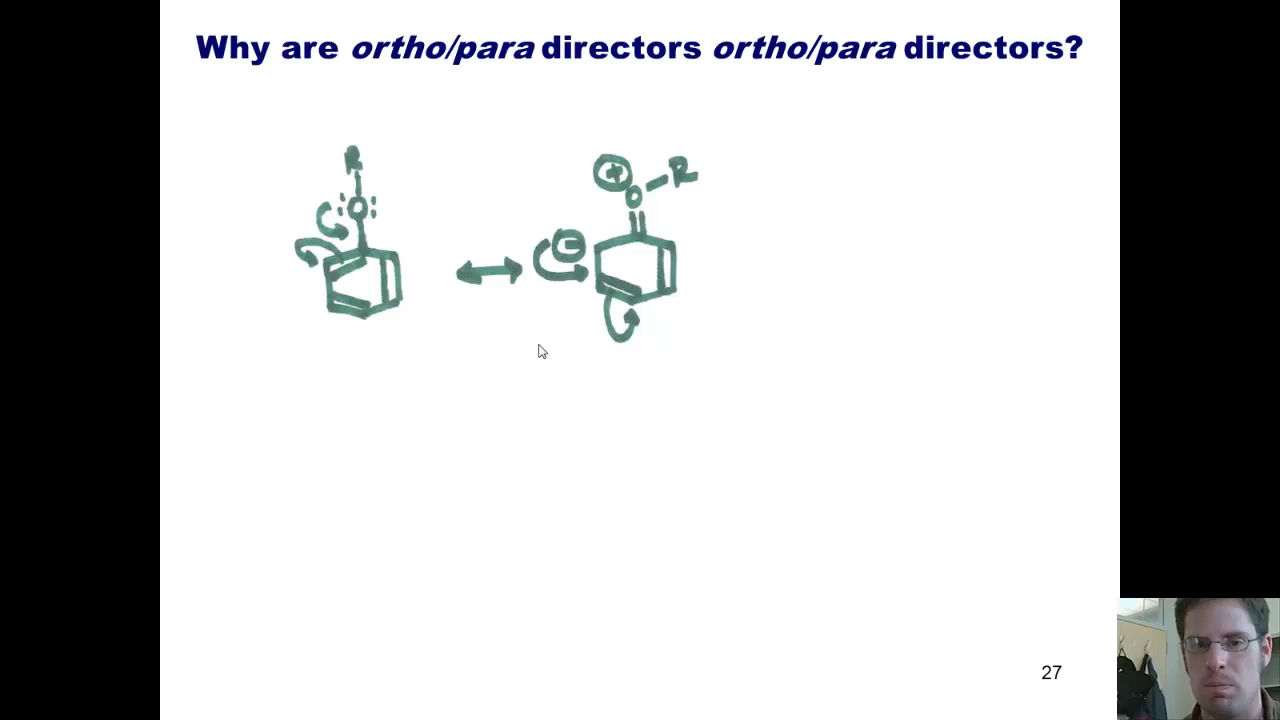 Why are ortho/para directors ortho/para directors?
R
:O:
⊕
O
R
⊖
27